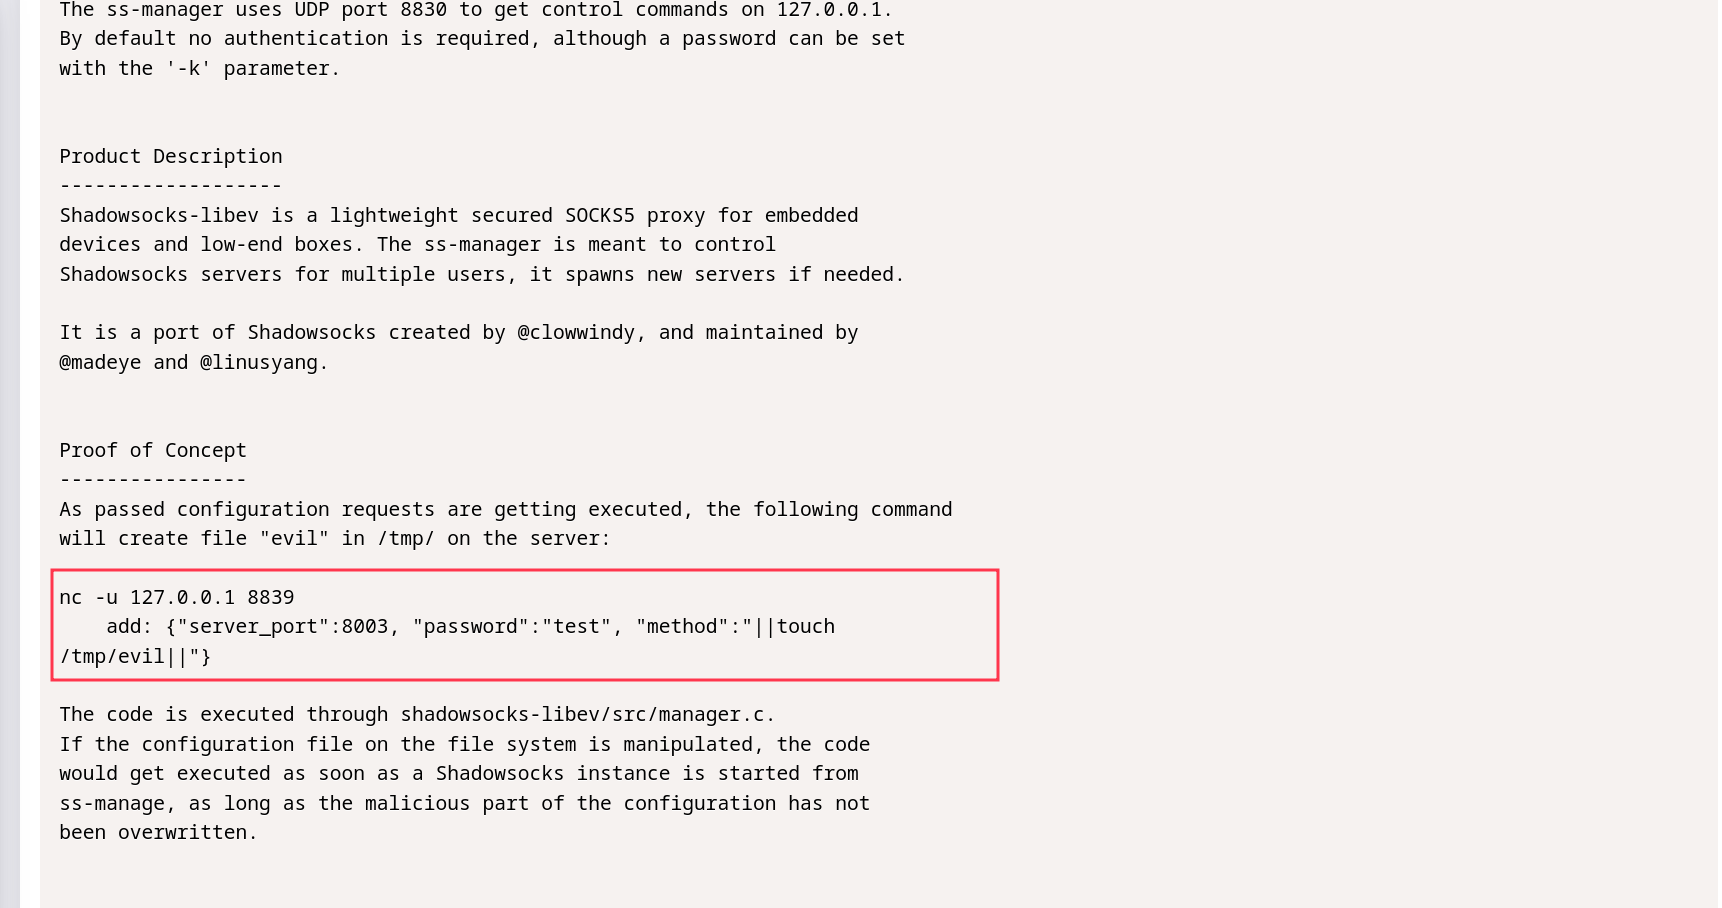 The ss-manager uses UDP port 8830 to get control commands on 127.0.0.1.
By default no authentication is required, although a password can be set
with the '-k' parameter.
Product Description
-------------------
Shadowsocks-libev is a lightweight secured SOCKS5 proxy for embedded
devices and low-end boxes. The ss-manager is meant to control
Shadowsocks servers for multiple users, it spawns new servers if needed.
It is a port of Shadowsocks created by @clowwindy, and maintained by
@madeye and @linusyang.
Proof of Concept
----------------
As passed configuration requests are getting executed, the following command
will create file "evil" in /tmp/ on the server:
nc -u 127.0.0.1 8839
    add: {"server_port":8003, "password":"test", "method":"||touch
/tmp/evil||"}
The code is executed through shadowsocks-libev/src/manager.c.
If the configuration file on the file system is manipulated, the code
would get executed as soon as a Shadowsocks instance is started from
ss-manage, as long as the malicious part of the configuration has not
been overwritten.